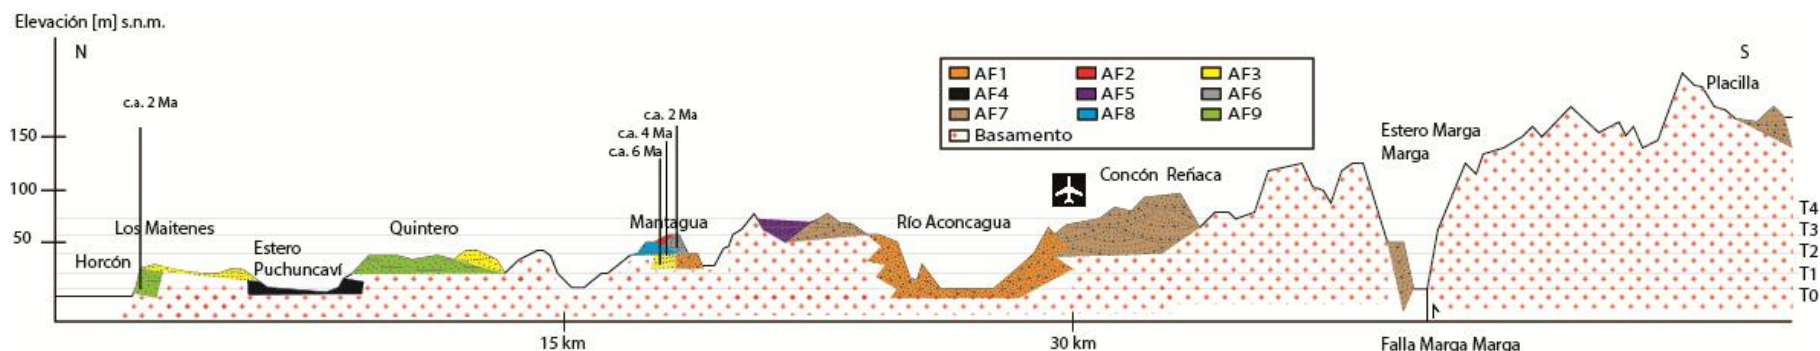 Elevación [m] s.n.m.
N
S
150
100
50
c.a. 2 Ma
c.a. 2 Ma
c.a. 4 Ma
c.a. 6 Ma
AF1 AF2 AF3
AF4 AF5 AF6
AF7 AF8 AF9
Basamento
Placilla
Estero Marga
Marga
Concón Reñaca
Los Maitenes
Quintero
Mantagua
Río Aconcagua
Horcón
Estero
Puchuncaví
T4
T3
T2
T1
T0
15 km
30 km
Falla Marga Marga